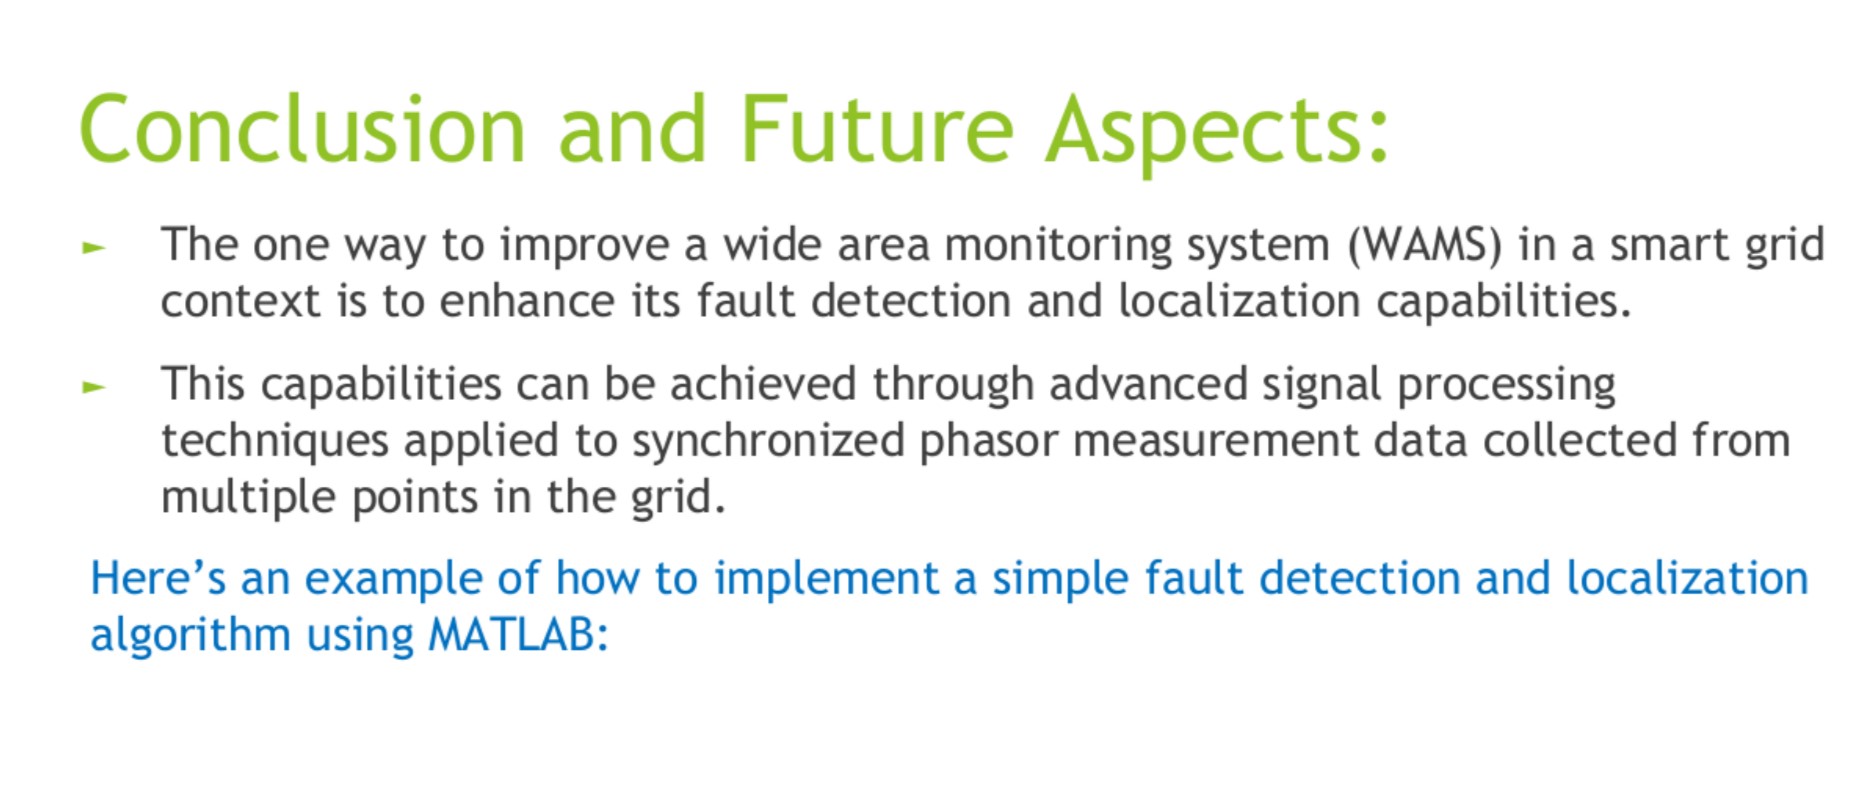 Conclusion and Future Aspects:
► The one way to improve a wide area monitoring system (WAMS) in a smart grid
context is to enhance its fault detection and localization capabilities.
► This capabilities can be achieved through advanced signal processing
techniques applied to synchronized phasor measurement data collected from
multiple points in the grid.
Here’s an example of how to implement a simple fault detection and localization
algorithm using MATLAB: